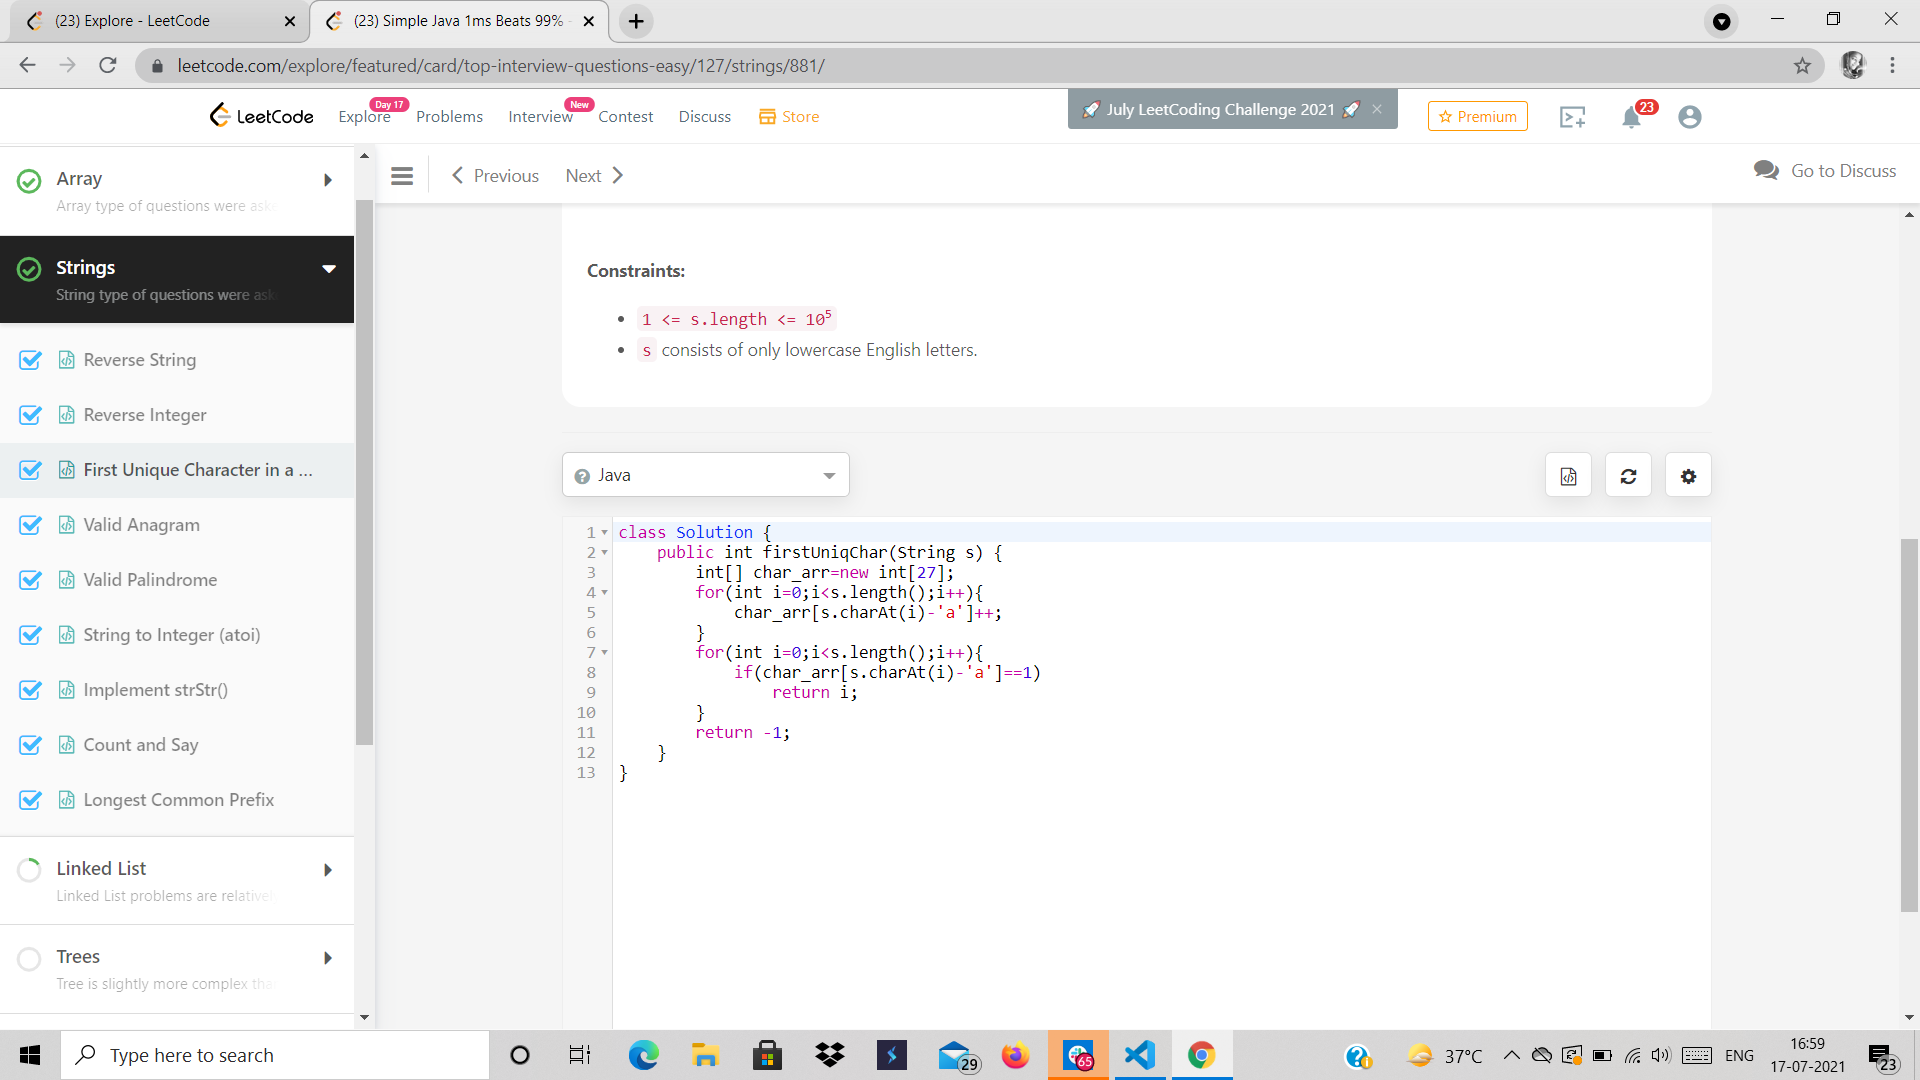 (23) Explore - LeetCode
(23) Simple Java 1ms Beats 99% -
leetcode.com/explore/featured/card/top-interview-questions-easy/127/strings/881/
LeetCode
Explore
Day 17
Problems
Interview
New
Contest
Discuss
Store
🚀 July LeetCoding Challenge 2021 🚀 ×
Premium
23
Array
Array type of questions were ask
Strings
String type of questions were ask
Reverse String
Reverse Integer
First Unique Character in a ...
Valid Anagram
Valid Palindrome
String to Integer (atoi)
Implement strStr()
Count and Say
Longest Common Prefix
Linked List
Linked List problems are relative
Trees
Tree is slightly more complex tha
Previous
Next
Go to Discuss
Constraints:
• 1 <= s.length <= 10⁵
• s consists of only lowercase English letters.
Java
1 class Solution {
2     public int firstUniqChar(String s) {
3         int[] char_arr=new int[27];
4         for(int i=0;i<s.length();i++){
5             char_arr[s.charAt(i)-'a']++;
6         }
7         for(int i=0;i<s.length();i++){
8             if(char_arr[s.charAt(i)-'a']==1)
9                 return i;
10         }
11         return -1;
12     }
13 }
Type here to search
29
65
37°C
ENG
16:59
17-07-2021
23